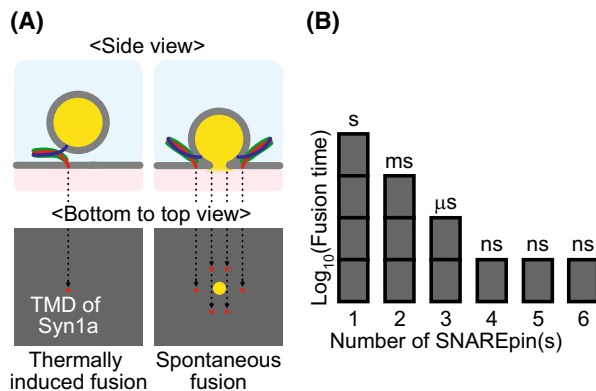 (A)
<Side view>
<Bottom to top view>
TMD of
Syn1a
Thermally
induced fusion
Spontaneous
fusion
(B)
Log10(Fusion time)
s
ms
μs
ns
ns
ns
1 2 3 4 5 6
Number of SNAREpin(s)